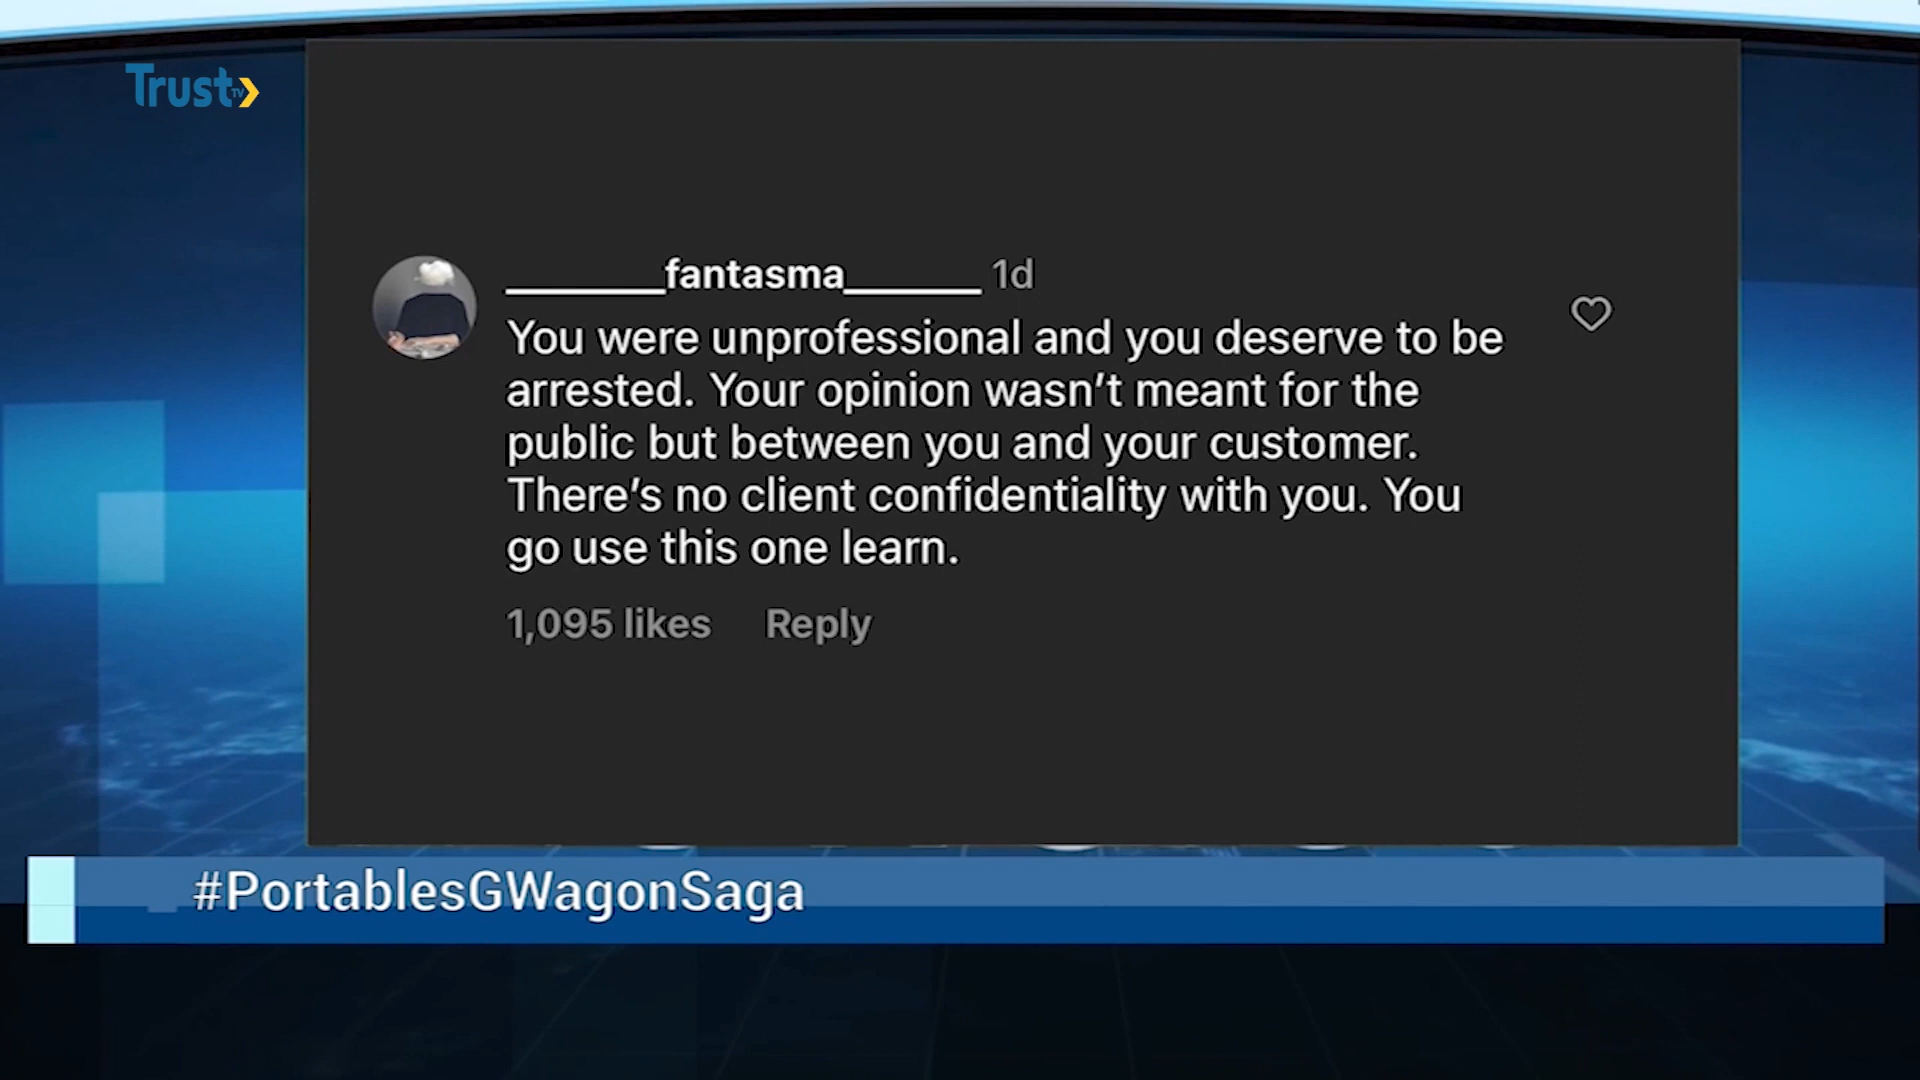 Trust TV
________fantasma_______ 1d
You were unprofessional and you deserve to be
arrested. Your opinion wasn't meant for the
public but between you and your customer.
There's no client confidentiality with you. You
go use this one learn.
1,095 likes Reply
#PortablesGWagonSaga